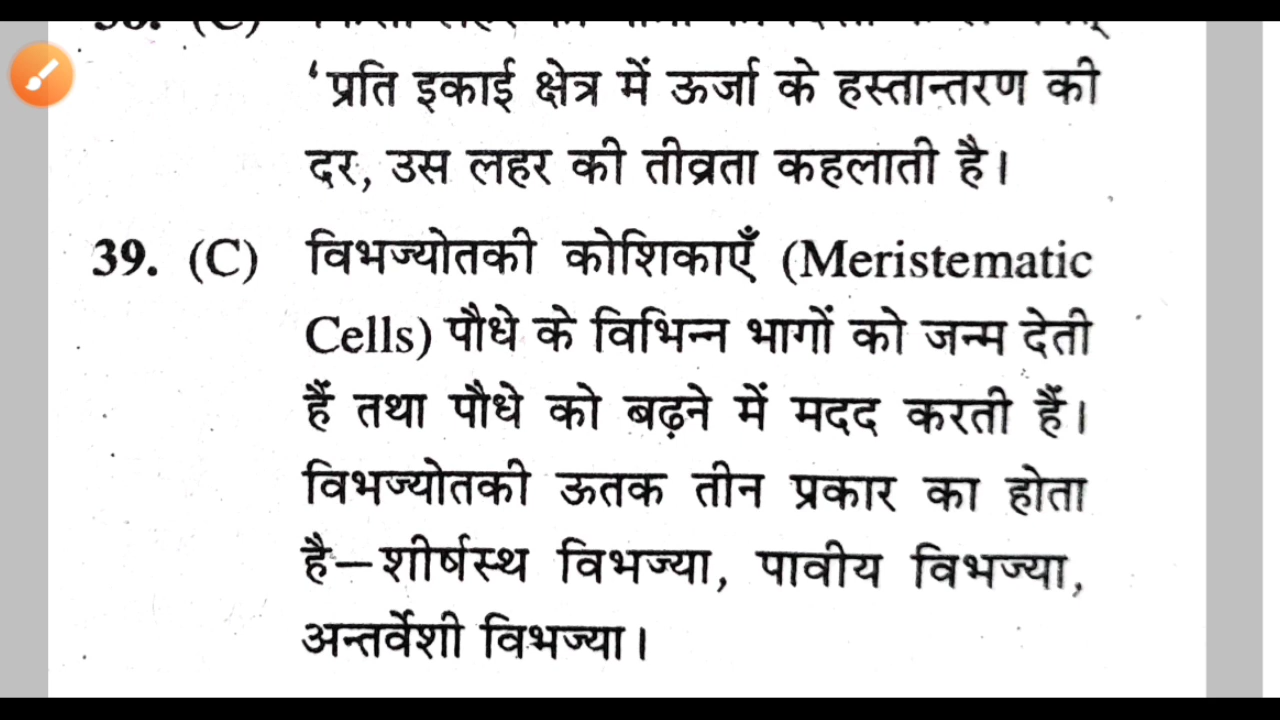 ‘प्रति इकाई क्षेत्र में ऊर्जा के हस्तान्तरण की
दर, उस लहर की तीव्रता कहलाती है।
39. (C) विभज्योतकी कोशिकाएँ (Meristematic
Cells) पौधे के विभिन्न भागों को जन्म देती
हैं तथा पौधे को बढ़ने में मदद करती हैं।
विभज्योतकी ऊतक तीन प्रकार का होता
है—शीर्षस्थ विभज्या, पावीय विभज्या,
अन्तर्वेशी विभज्या।